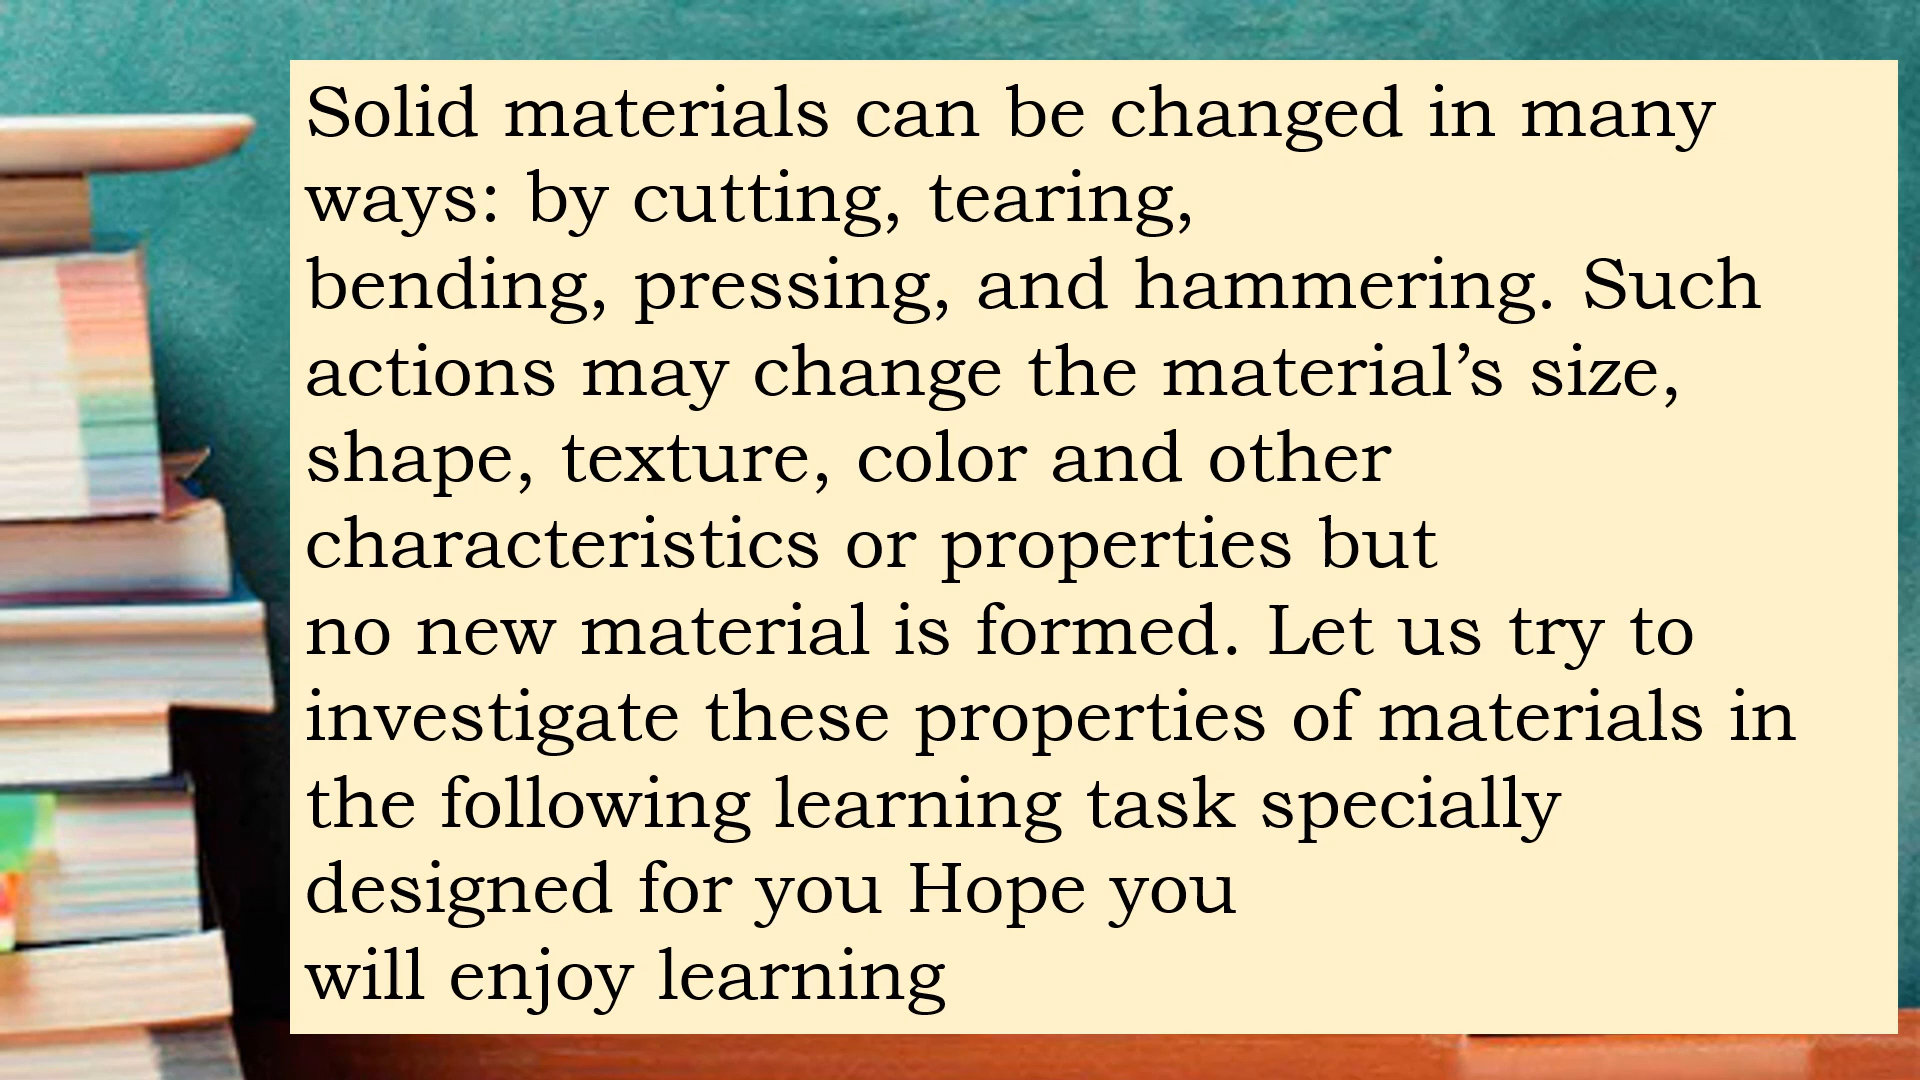 Solid materials can be changed in many
ways: by cutting, tearing,
bending, pressing, and hammering. Such
actions may change the material’s size,
shape, texture, color and other
characteristics or properties but
no new material is formed. Let us try to
investigate these properties of materials in
the following learning task specially
designed for you Hope you
will enjoy learning